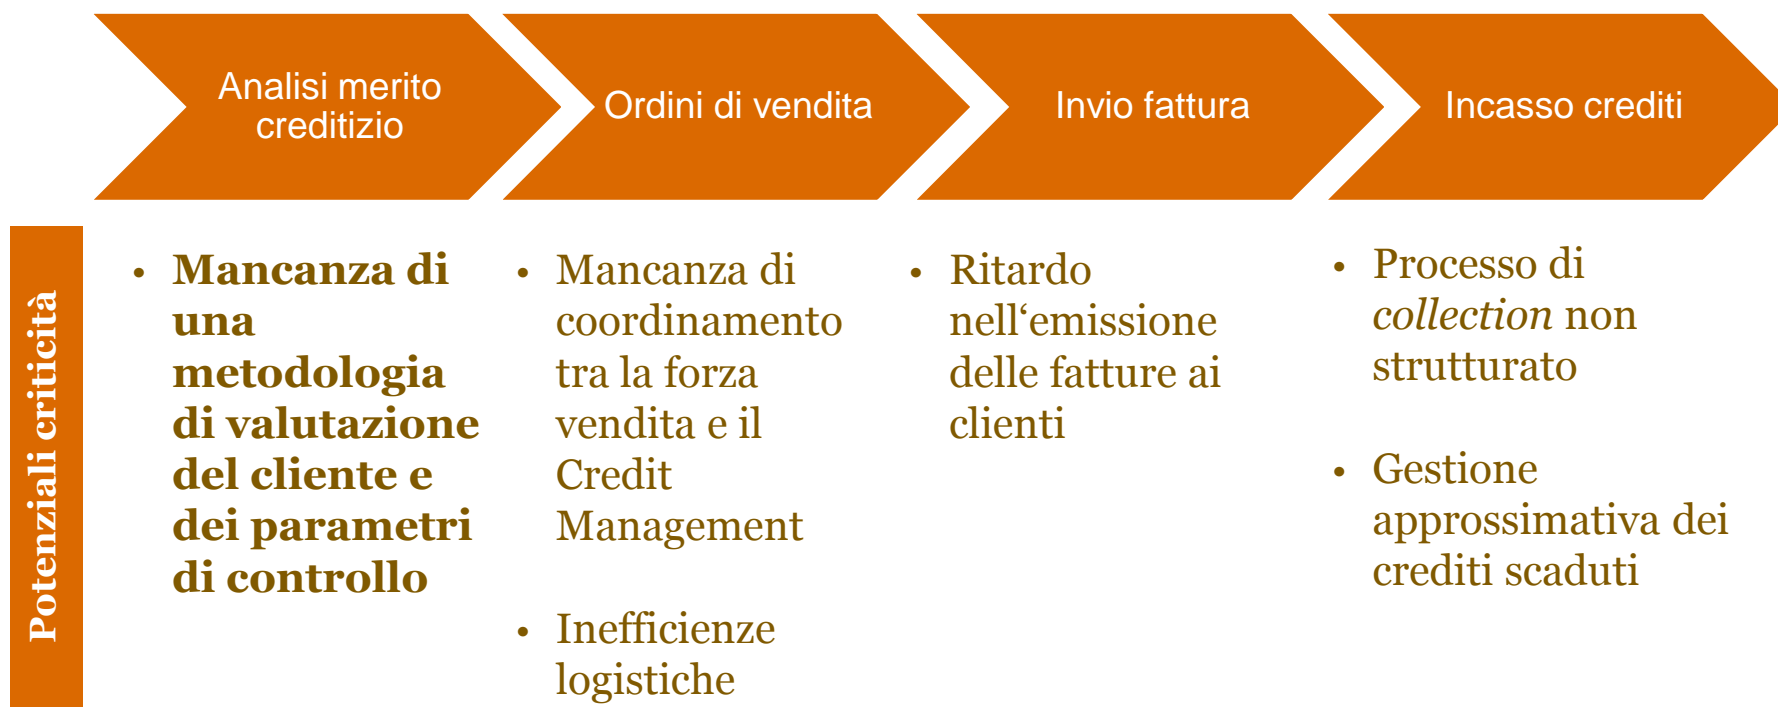 Analisi merito
creditizio
Ordini di vendita
Invio fattura
Incasso crediti
Potenziali criticità
• Mancanza di
una
metodologia
di valutazione
del cliente e
dei parametri
di controllo
• Mancanza di
coordinamento
tra la forza
vendita e il
Credit
Management
• Inefficienze
logistiche
• Ritardo
nell‘emissione
delle fatture ai
clienti
• Processo di
collection non
strutturato
• Gestione
approssimativa dei
crediti scaduti